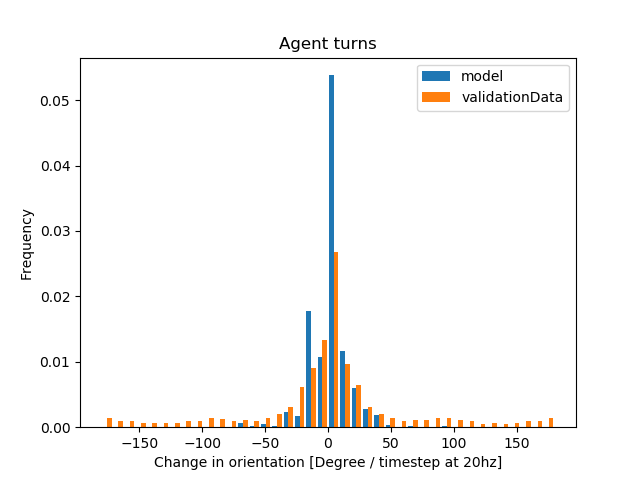 Agent turns
model
validationData
Frequency
0.05
0.04
0.03
0.02
0.01
0.00
−150 −100 −50 0 50 100 150
Change in orientation [Degree / timestep at 20hz]